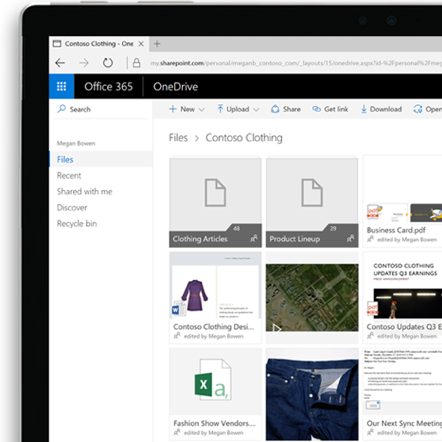 Contoso Clothing - One
my.sharepoint.com/personal/meganb_contoso_com/_layouts/15/onedrive.aspx?id=%2Fpersonal%2Fmeg
Office 365
OneDrive
Search
New
Upload
Share
Get link
Download
Open
Megan Bowen
Files
Recent
Shared with me
Discover
Recycle bin
Files > Contoso Clothing
48
Clothing Articles
29
Product Lineup
Business Card.pdf
edited by Megan Bowen
Contoso Clothing Desi...
edited by Megan Bowen
CONTOSO CLOTHING
UPDATES Q3 EARNINGS
Contoso Updates Q3 E
edited by Megan Bowen
Fashion Show Vendors...
edited by Megan Bowen
Our Next Sync Meeting
edited by Megan Bowen